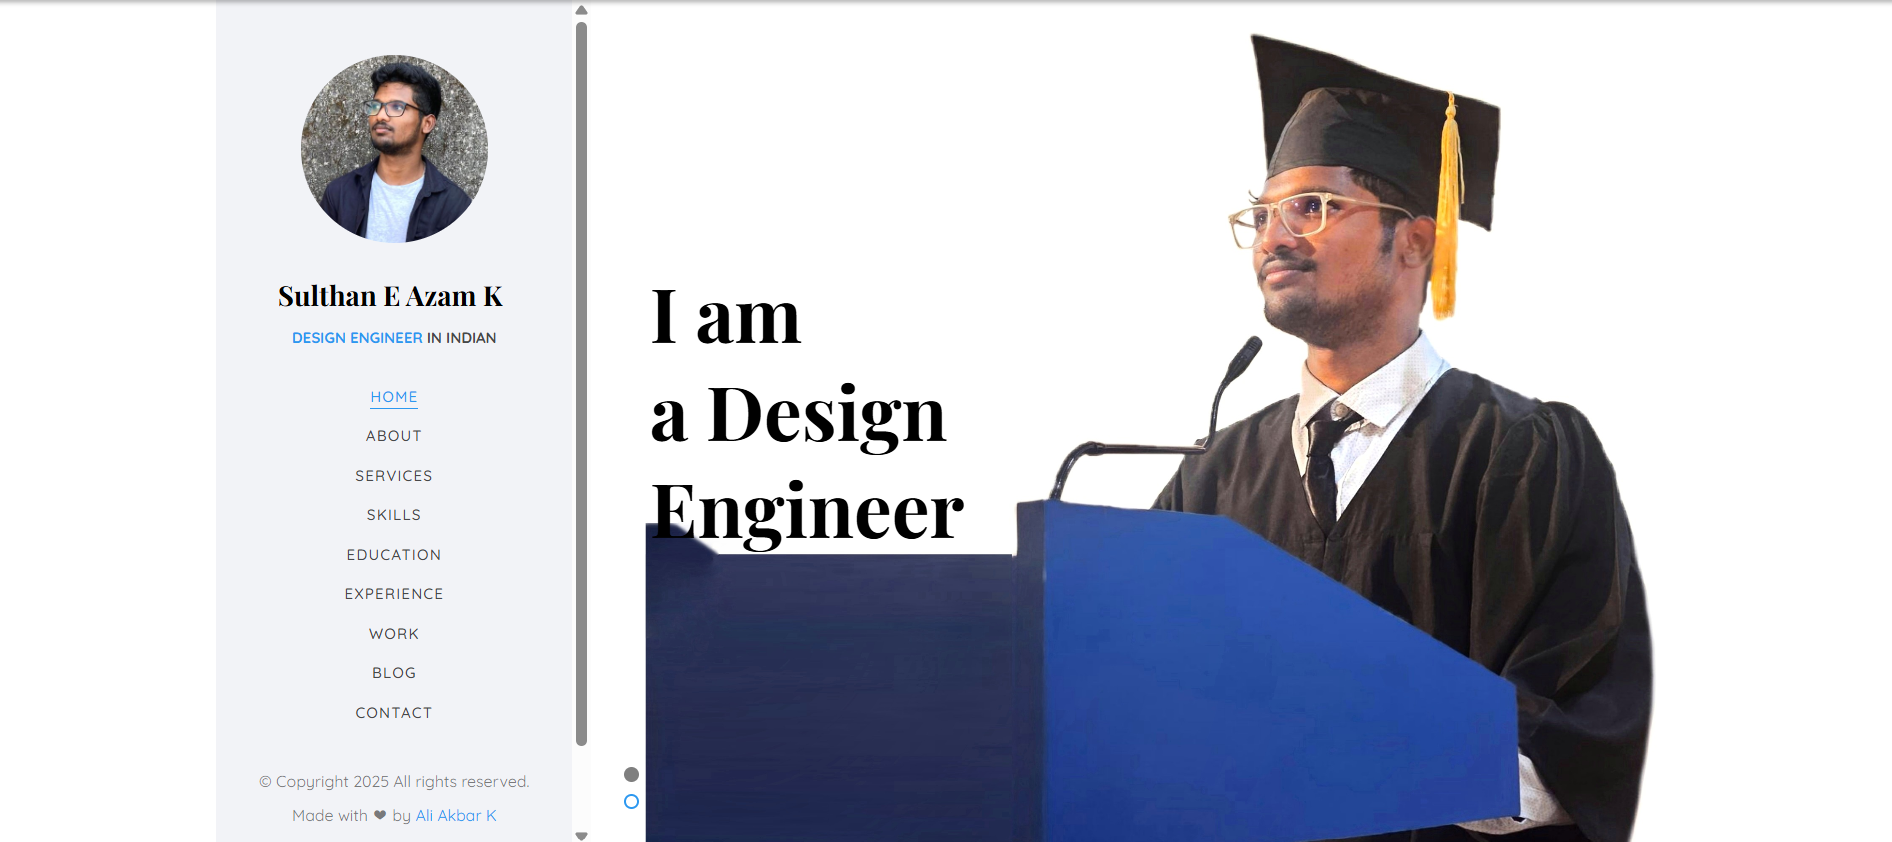 Sulthan E Azam K
DESIGN ENGINEER IN INDIAN
HOME
ABOUT
SERVICES
SKILLS
EDUCATION
EXPERIENCE
WORK
BLOG
CONTACT
© Copyright 2025 All rights reserved.
Made with ❤ by Ali Akbar K
I am
a Design
Engineer